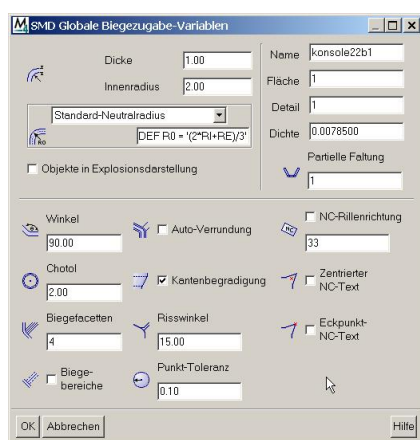 SMD Globale Biegezugabe-Variablen
Dicke 1.00
Innenradius 2.00
Standard-Neutralradius
R0 DEF R0 = '(2*RI+RE)/3'
Objekte in Explosionsdarstellung
Name konsole22b1
Fläche 1
Detail 1
Dichte 0.0078500
Partielle Faltung
1
Winkel
90.00
Auto-Verrundung
NC-Rillenrichtung
NC
33
Chotol
2.00
Kantenbegradigung
Zentrierter
NC-Text
Biegefacetten
4
Risswinkel
15.00
Eckpunkt-
NC-Text
Biege-
bereiche
Punkt-Toleranz
0.10
OK Abbrechen Hilfe